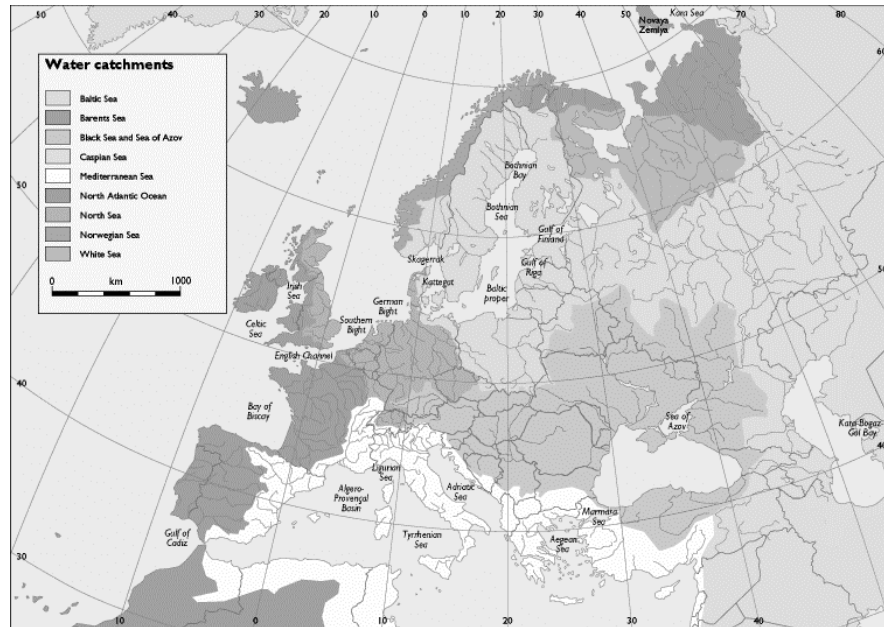 10
0
10
20
30
40
50
60
70
80
Kara Sea
Novaya
Zemlya
60
Water catchments
Baltic Sea
Barents Sea
Black Sea and Sea of Azov
Caspian Sea
Mediterranean Sea
North Atlantic Ocean
North Sea
Norwegian Sea
White Sea
0 km 1000
50
Bothnian
Bay
Bothnian
Sea
Gulf of
Finland
Gulf of
Riga
Skagerrak
Kattegat
Baltic
proper
German
Bight
Southern
Bight
Irish
Sea
Celtic
Sea
English Channel
50
40
Bay of
Biscay
Sea of
Azov
Kara-Bogaz-
Gol Bay
40
Ligurian
Sea
Algero-
Provençal
Basin
Adriatic
Sea
Marmara
Sea
Aegean
Sea
Tyrrhenian
Sea
Gulf of
Cadiz
30
10
0
10
20
30
40